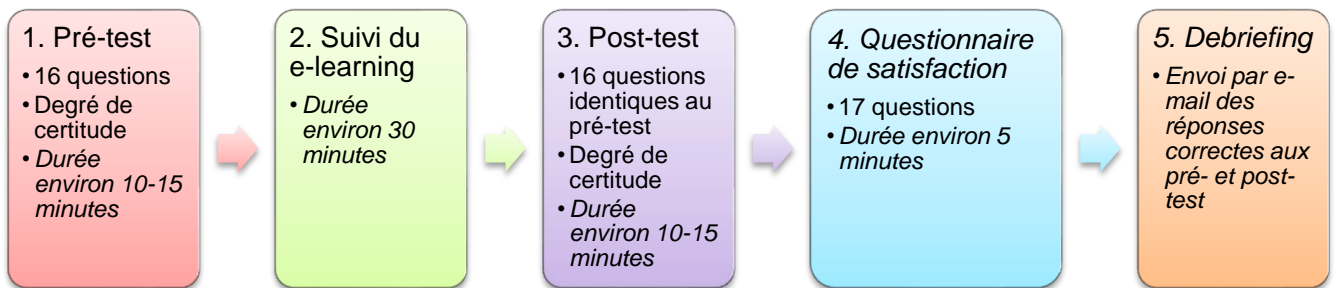 1. Pré-test
• 16 questions
• Degré de
certitude
• Durée
environ 10-15
minutes
2. Suivi du
e-learning
• Durée
environ 30
minutes
3. Post-test
• 16 questions
identiques au
pré-test
• Degré de
certitude
• Durée
environ 10-15
minutes
4. Questionnaire
de satisfaction
• 17 questions
• Durée environ 5
minutes
5. Debriefing
• Envoi par e-
mail des
réponses
correctes aux
pré- et post-
test